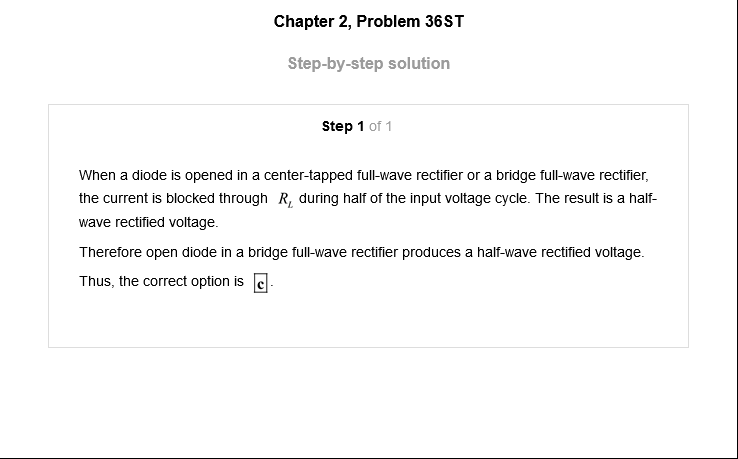 Chapter 2, Problem 36ST
Step-by-step solution
Step 1 of 1
When a diode is opened in a center-tapped full-wave rectifier or a bridge full-wave rectifier,
the current is blocked through R_L during half of the input voltage cycle. The result is a half-
wave rectified voltage.
Therefore open diode in a bridge full-wave rectifier produces a half-wave rectified voltage.
Thus, the correct option is c.